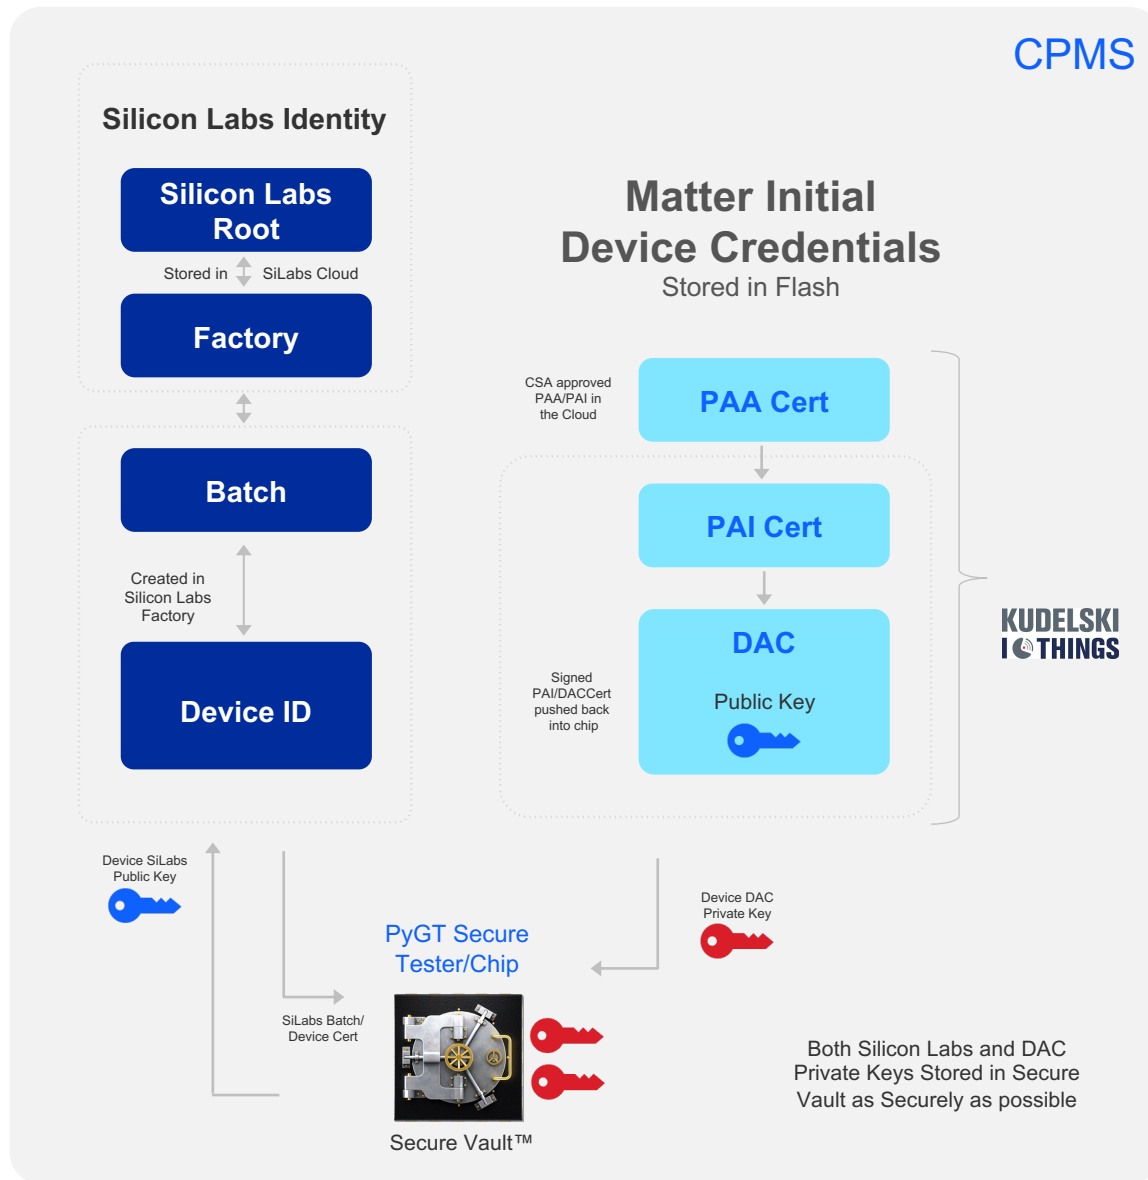 CPMS
Silicon Labs Identity
Silicon Labs
Root
Stored in
SiLabs Cloud
Factory
Batch
Created in
Silicon Labs
Factory
Device ID
Matter Initial
Device Credentials
Stored in Flash
CSA approved
PAA/PAI in
the Cloud
PAA Cert
PAI Cert
DAC
Public Key
Signed
PAI/DACCert
pushed back
into chip
KUDELSKI
I THINGS
Device SiLabs
Public Key
SiLabs Batch/
Device Cert
PyGT Secure
Tester/Chip
Secure Vault™
Device DAC
Private Key
Both Silicon Labs and DAC
Private Keys Stored in Secure
Vault as Securely as possible